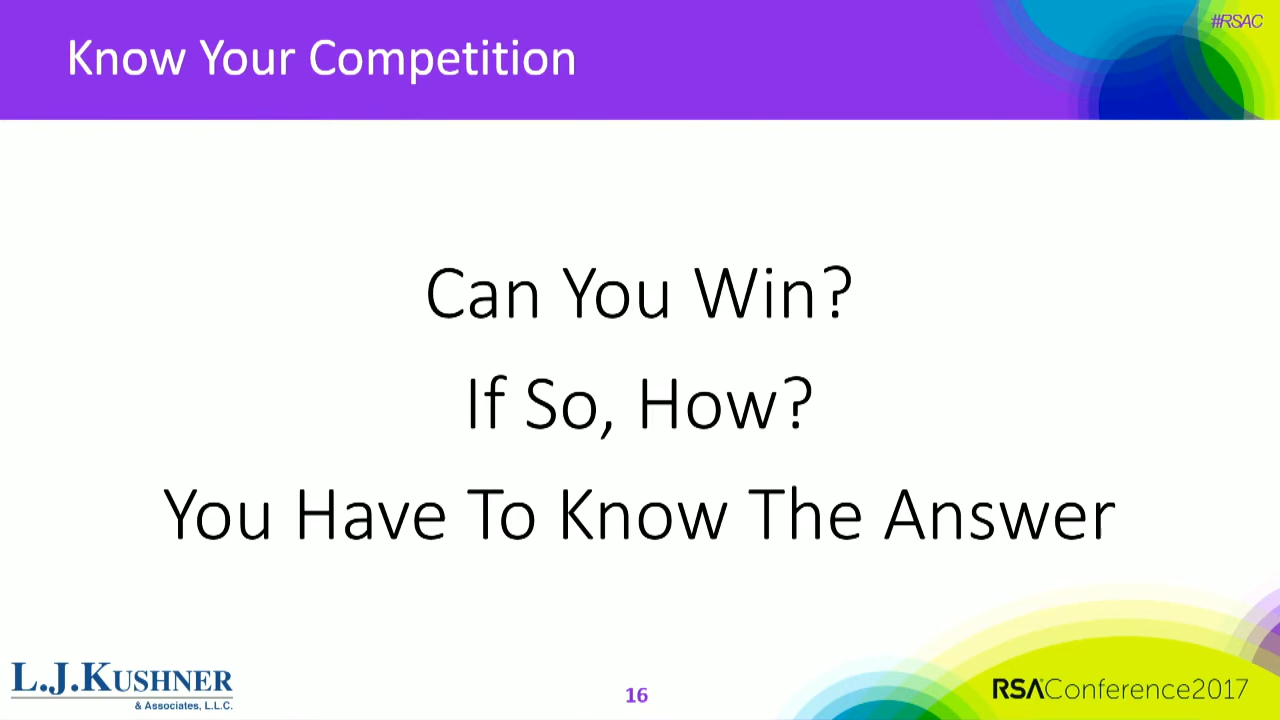 #RSAC
Know Your Competition
Can You Win?
If So, How?
You Have To Know The Answer
L.J.KUSHNER
& Associates, L.L.C.
16
RSAConference2017